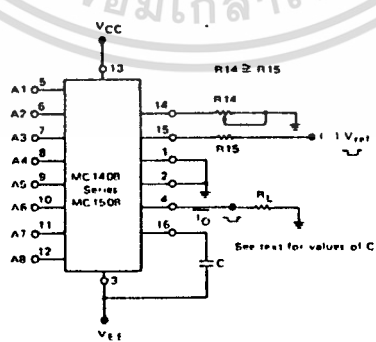 VCC
13
R14 ≅ R15
A1 5
A2 6
A3 7
A4 8
A5 9
A6 10
A7 11
A8 12
MC1408
Series
MC1508
14
R14
15
R15
(-) Vref
1
2
4
IO
RL
16
C
See text for values of C
3
VEE